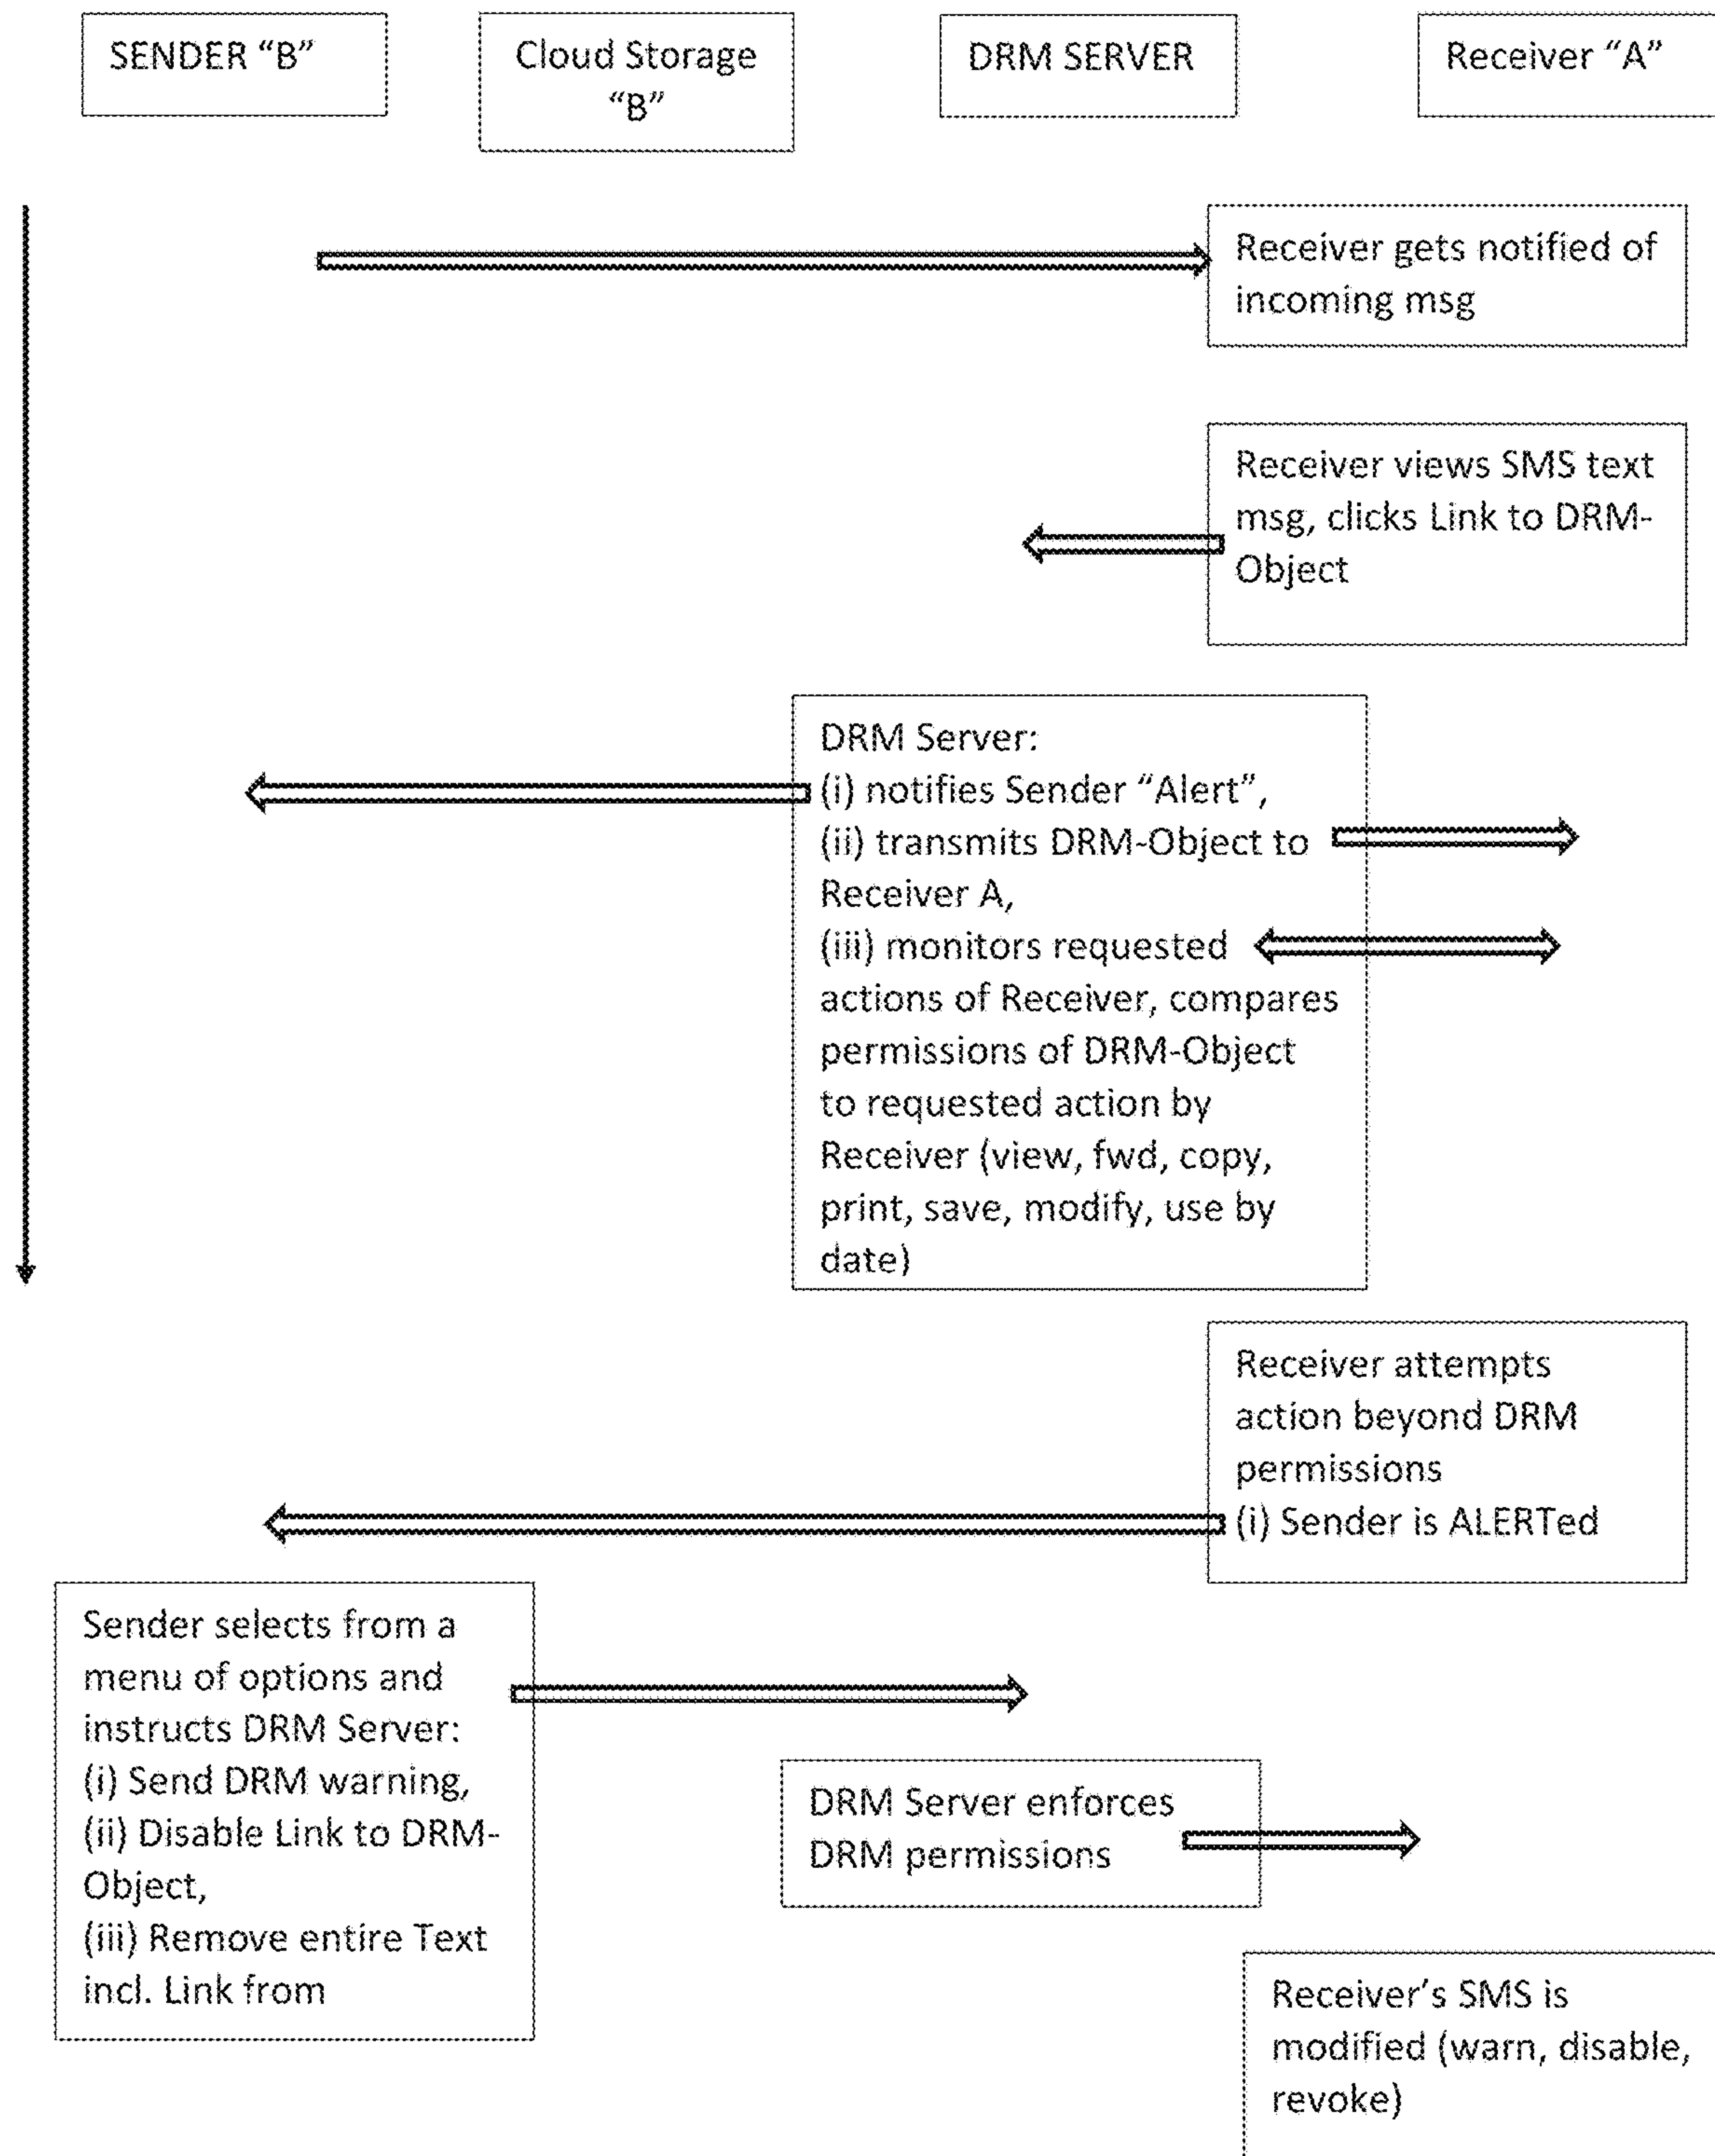 SENDER “B”
Cloud Storage
“B”
DRM SERVER
Receiver “A”
Receiver gets notified of
incoming msg
Receiver views SMS text
msg, clicks Link to DRM-
Object
DRM Server:
(i) notifies Sender “Alert”,
(ii) transmits DRM-Object to
Receiver A,
(iii) monitors requested
actions of Receiver, compares
permissions of DRM-Object
to requested action by
Receiver (view, fwd, copy,
print, save, modify, use by
date)
Receiver attempts
action beyond DRM
permissions
(i) Sender is ALERTed
Sender selects from a
menu of options and
instructs DRM Server:
(i) Send DRM warning,
(ii) Disable Link to DRM-
Object,
(iii) Remove entire Text
incl. Link from
DRM Server enforces
DRM permissions
Receiver’s SMS is
modified (warn, disable,
revoke)